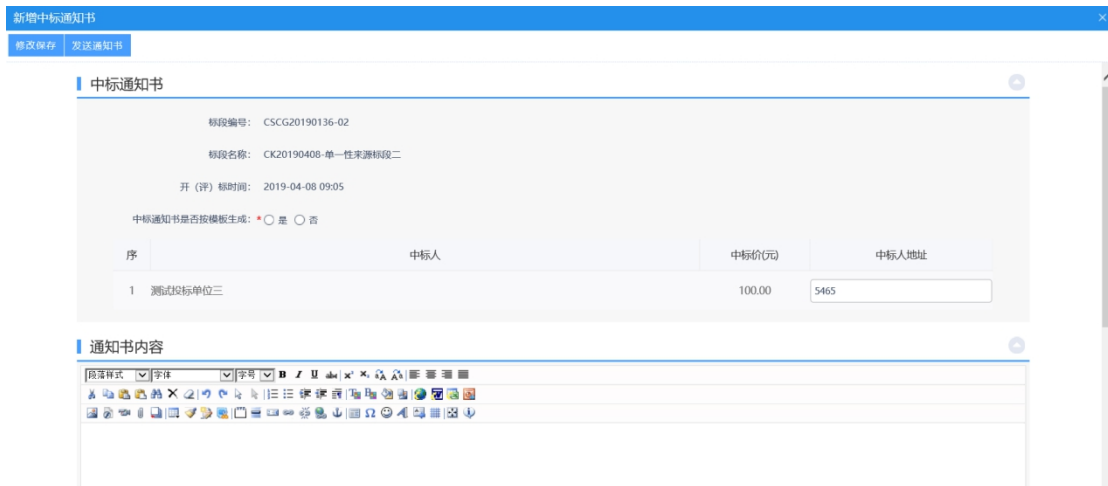 新增中标通知书
修改保存 发送通知书
中标通知书
标段编号： CSCG20190136-02
标段名称： CK20190408-单一性来源标段二
开（评）标时间： 2019-04-08 09:05
中标通知书是否按模板生成：*○ 是 ○ 否
序 中标人 中标价(元) 中标人地址
1 测试投标单位三 100.00 5465
通知书内容
段落样式 字体 字号 B I U abc x² x₂